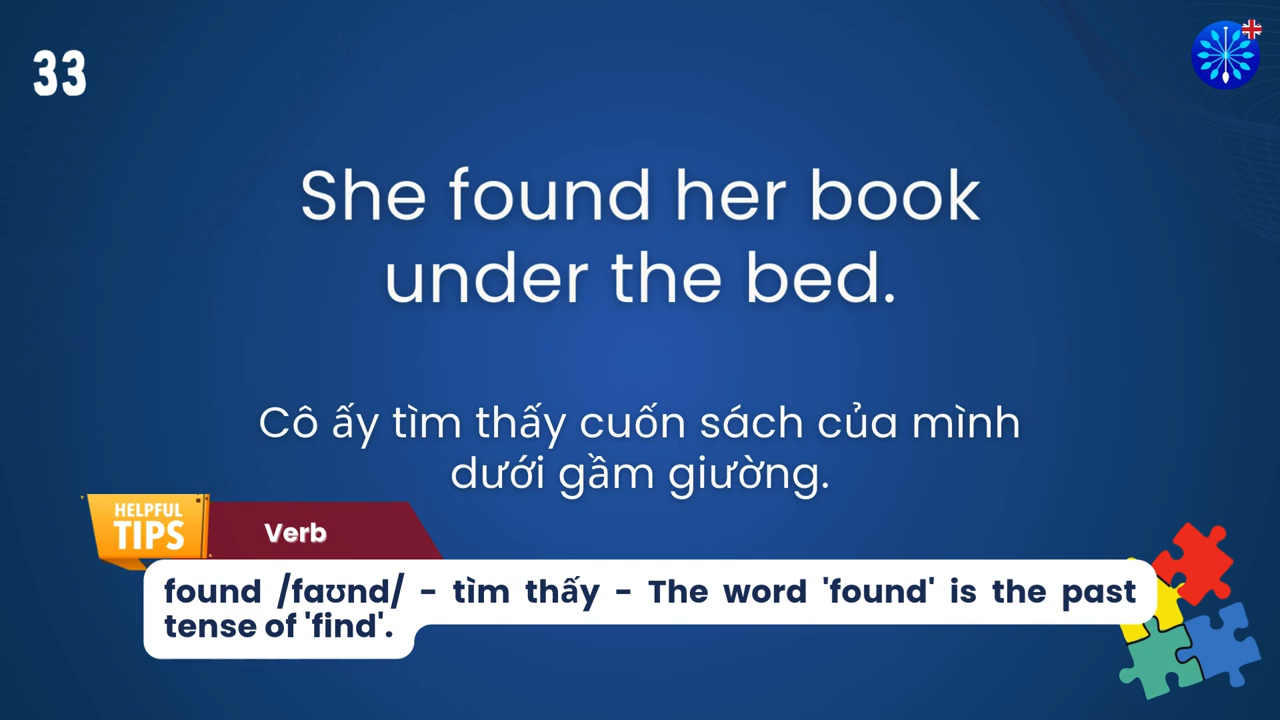 33
She found her book
under the bed.
Cô ấy tìm thấy cuốn sách của mình
dưới gầm giường.
HELPFUL
TIPS
Verb
found /faʊnd/ - tìm thấy - The word 'found' is the past
tense of 'find'.